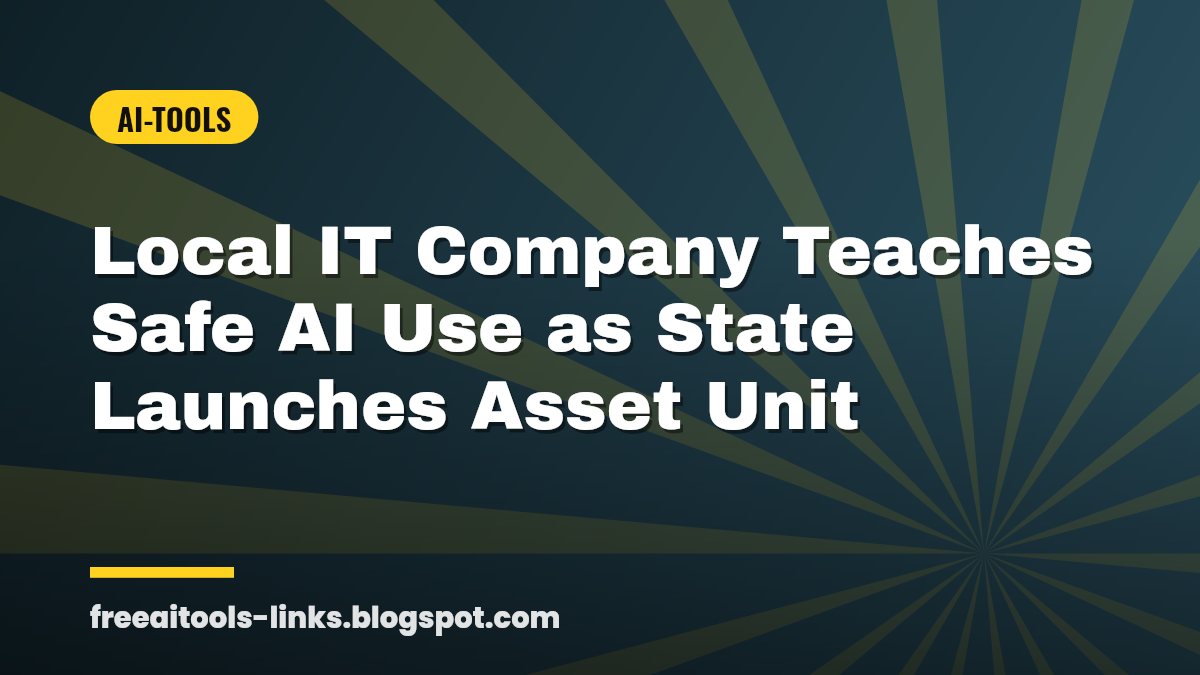 AI-TOOLS
Local IT Company Teaches
Safe AI Use as State
Launches Asset Unit
freeaitools-links.blogspot.com